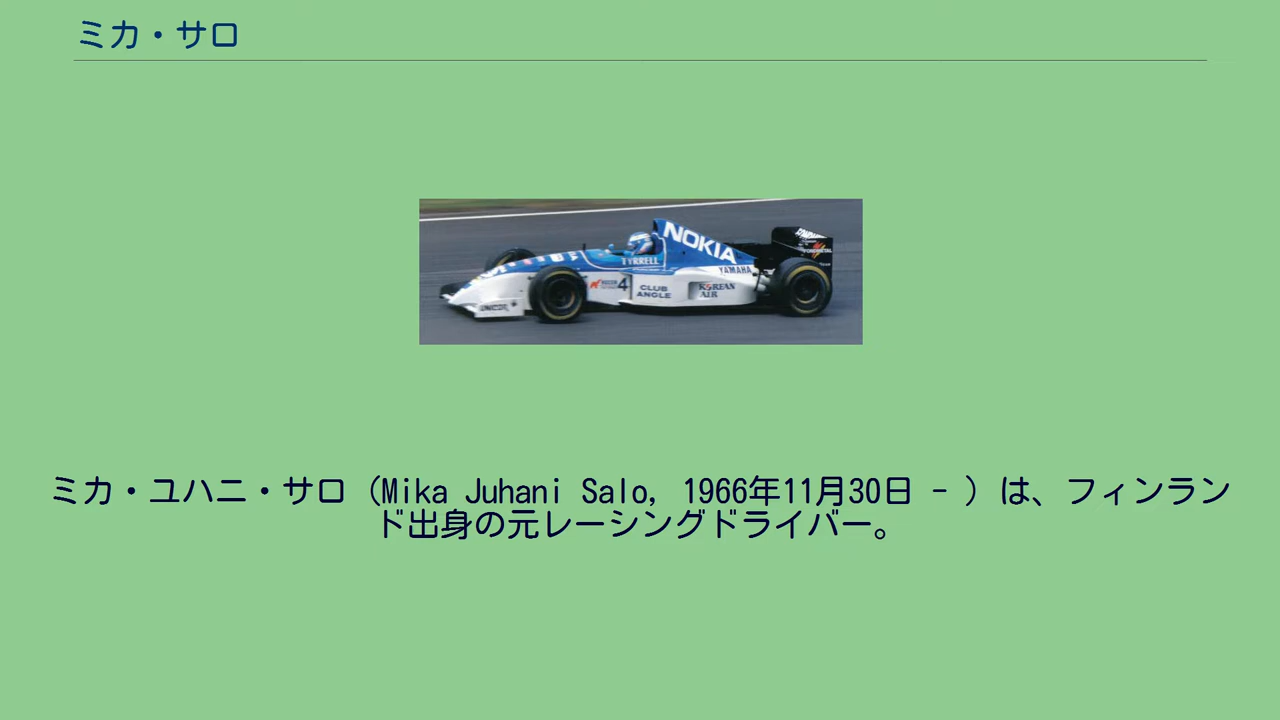 ミカ・サロ
NOKIA
TYRRELL
YAMAHA
4
CLUB
ANGLE
KOREAN
AIR
ミカ・ユハニ・サロ（Mika Juhani Salo, 1966年11月30日 - ）は、フィンラン
ド出身の元レーシングドライバー。